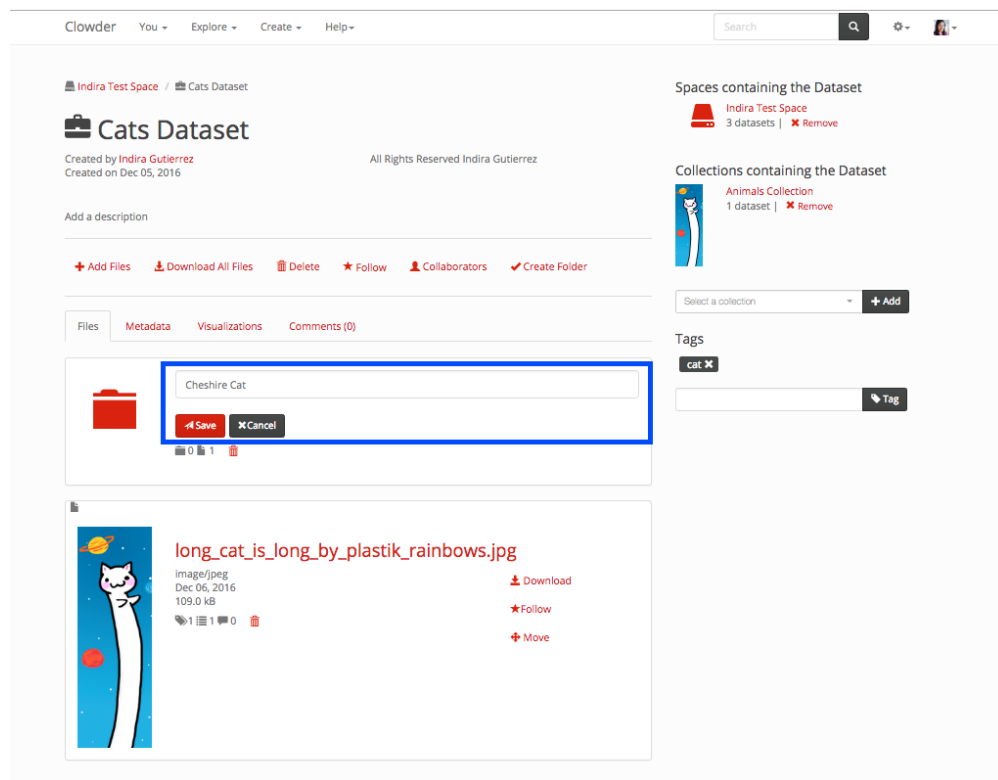 Clowder You Explore Create Help Search
Indira Test Space / Cats Dataset
Cats Dataset
Created by Indira Gutierrez
Created on Dec 05, 2016
All Rights Reserved Indira Gutierrez
Add a description
Add Files Download All Files Delete Follow Collaborators Create Folder
Files Metadata Visualizations Comments (0)
Cheshire Cat
Save Cancel
0 1
long_cat_is_long_by_plastik_rainbows.jpg
image/jpeg
Dec 06, 2016
109.0 kB
1 1 0
Download
Follow
Move
Spaces containing the Dataset
Indira Test Space
3 datasets | Remove
Collections containing the Dataset
Animals Collection
1 dataset | Remove
Select a collection Add
Tags
cat
Tag